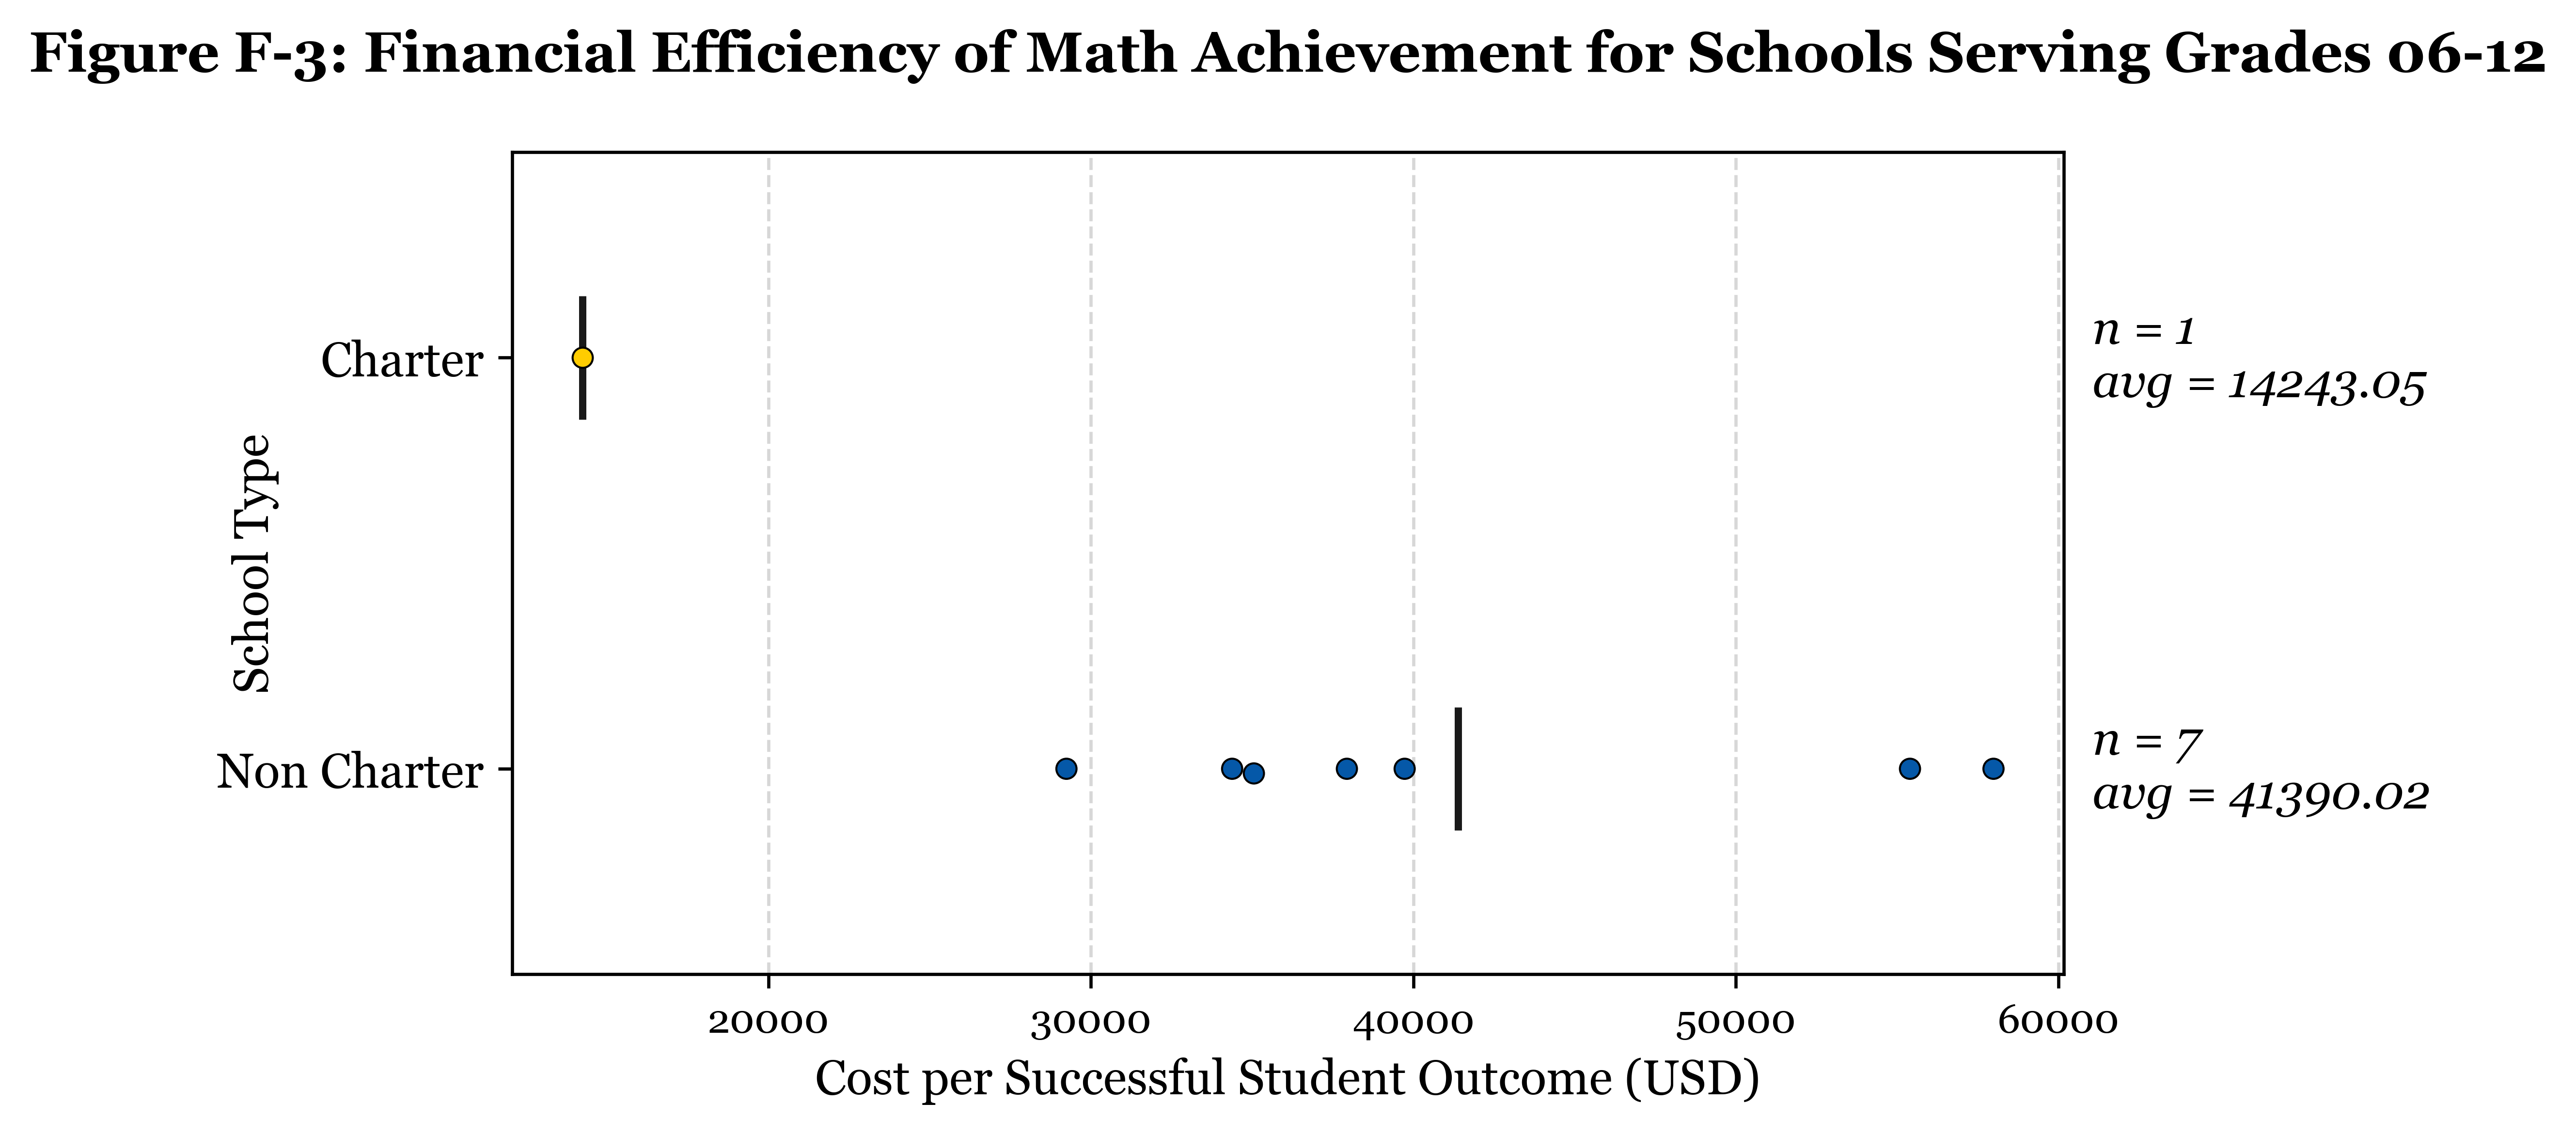 Figure F-3: Financial Efficiency of Math Achievement for Schools Serving Grades 06-12
School Type
Charter
n = 1
avg = 14243.05
Non Charter
n = 7
avg = 41390.02
20000 30000 40000 50000 60000
Cost per Successful Student Outcome (USD)